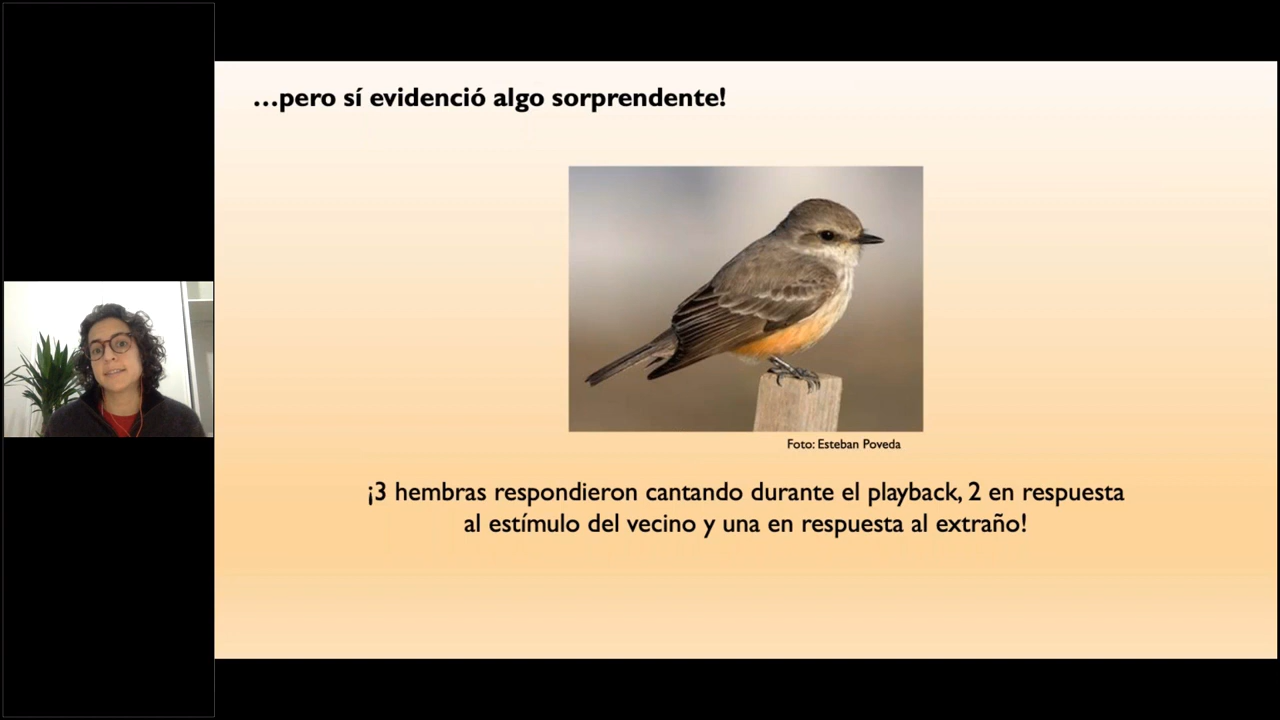 …pero sí evidenció algo sorprendente!
Foto: Esteban Poveda
¡3 hembras respondieron cantando durante el playback, 2 en respuesta
al estímulo del vecino y una en respuesta al extraño!